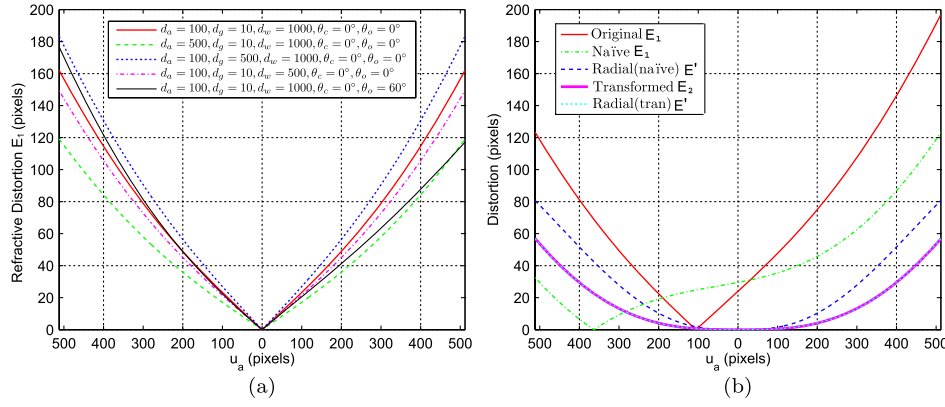 200
180
160
140
120
100
80
60
40
20
0
Refractive Distortion E₁ (pixels)
500 400 300 200 100 0 100 200 300 400 500
u_a (pixels)
d_a = 100, d_g = 10, d_w = 1000, θ_c = 0°, θ_o = 0°
d_a = 500, d_g = 10, d_w = 1000, θ_c = 0°, θ_o = 0°
d_a = 100, d_g = 500, d_w = 1000, θ_c = 0°, θ_o = 0°
d_a = 100, d_g = 10, d_w = 500, θ_c = 0°, θ_o = 0°
d_a = 100, d_g = 10, d_w = 1000, θ_c = 0°, θ_o = 60°
(a)
200
180
160
140
120
100
80
60
40
20
0
Distortion (pixels)
500 400 300 200 100 0 100 200 300 400 500
u_a (pixels)
Original E₁
Naïve E₁
Radial(naïve) E'
Transformed E₂
Radial(tran) E'
(b)